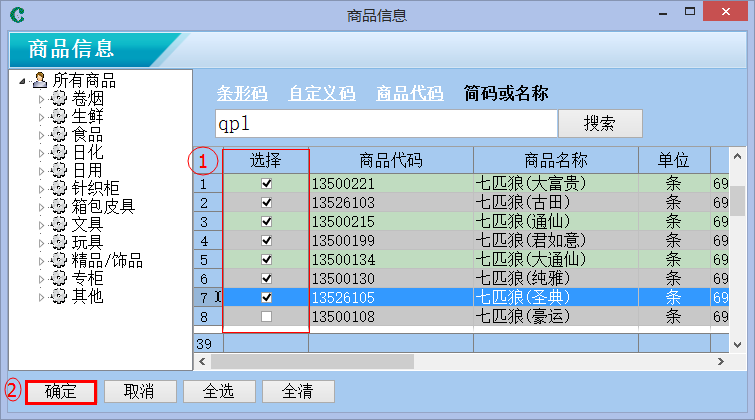 商品信息
商品信息
所有商品
卷烟
生鲜
食品
日化
日用
针织柜
箱包皮具
文具
玩具
精品/饰品
专柜
其他
条形码 自定义码 商品代码 简码或名称
qpl 搜索
① 选择 商品代码 商品名称 单位
1 13500221 七匹狼(大富贵) 条 69
2 13526103 七匹狼(古田) 条 69
3 13500215 七匹狼(通仙) 条 69
4 13500199 七匹狼(君如意) 条 69
5 13500134 七匹狼(大通仙) 条 69
6 13500130 七匹狼(纯雅) 条 69
7 13526105 七匹狼(圣典) 条 69
8 13500108 七匹狼(豪运) 条 69
39
② 确定 取消 全选 全清